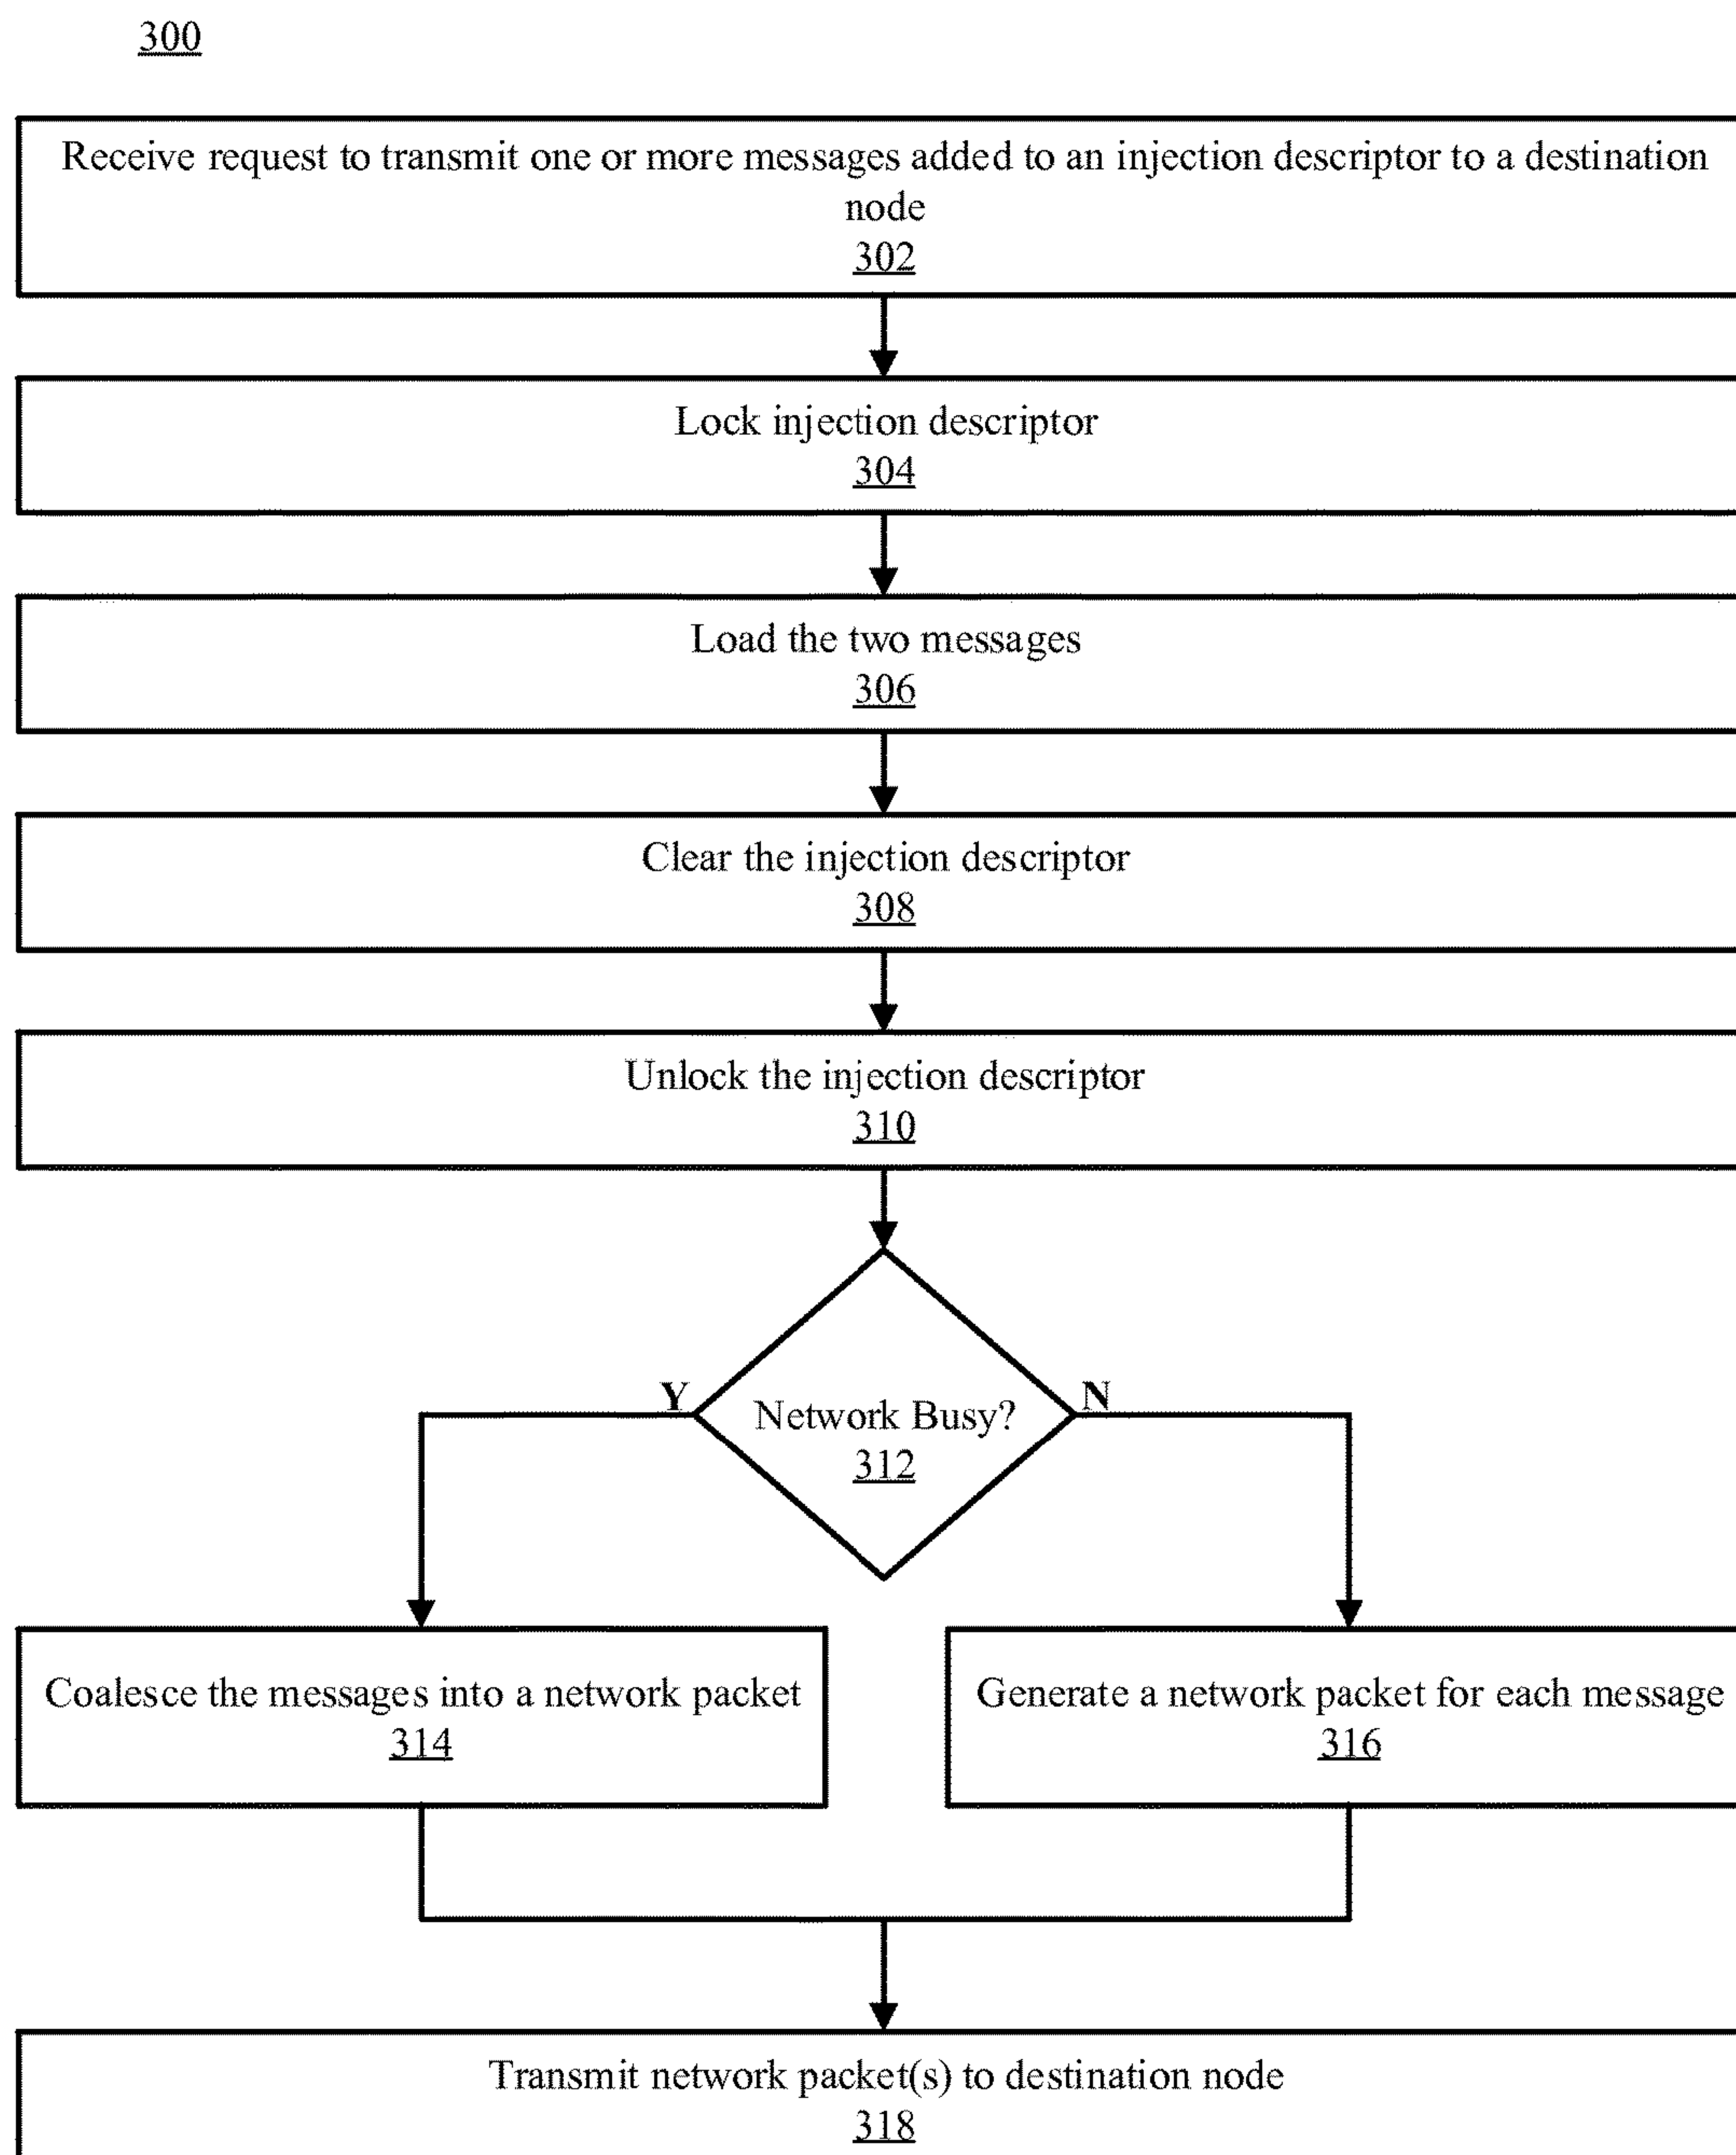 300
Receive request to transmit one or more messages added to an injection descriptor to a destination
node
302
Lock injection descriptor
304
Load the two messages
306
Clear the injection descriptor
308
Unlock the injection descriptor
310
Y
N
Network Busy?
312
Coalesce the messages into a network packet
314
Generate a network packet for each message
316
Transmit network packet(s) to destination node
318